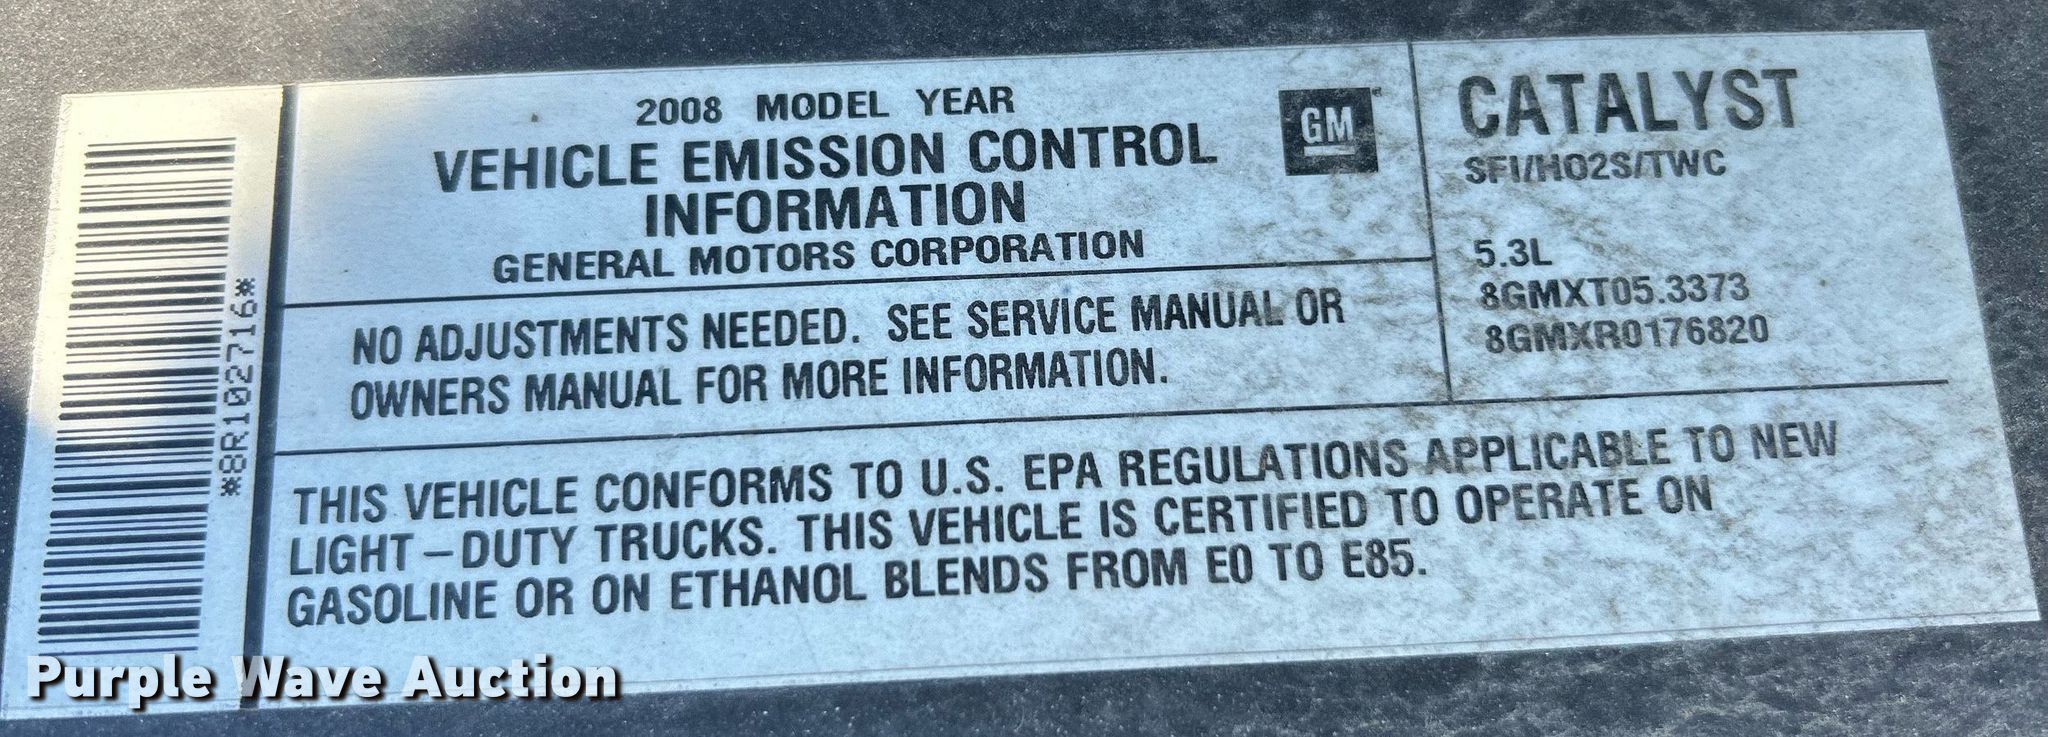 2008 MODEL YEAR
VEHICLE EMISSION CONTROL
INFORMATION
GENERAL MOTORS CORPORATION
GM
CATALYST
SFI/HO2S/TWC
5.3L
8GMXT05.3373
8GMXR0176820
NO ADJUSTMENTS NEEDED. SEE SERVICE MANUAL OR
OWNERS MANUAL FOR MORE INFORMATION.
THIS VEHICLE CONFORMS TO U.S. EPA REGULATIONS APPLICABLE TO NEW
LIGHT-DUTY TRUCKS. THIS VEHICLE IS CERTIFIED TO OPERATE ON
GASOLINE OR ON ETHANOL BLENDS FROM E0 TO E85.
*8R1027716*
Purple Wave Auction